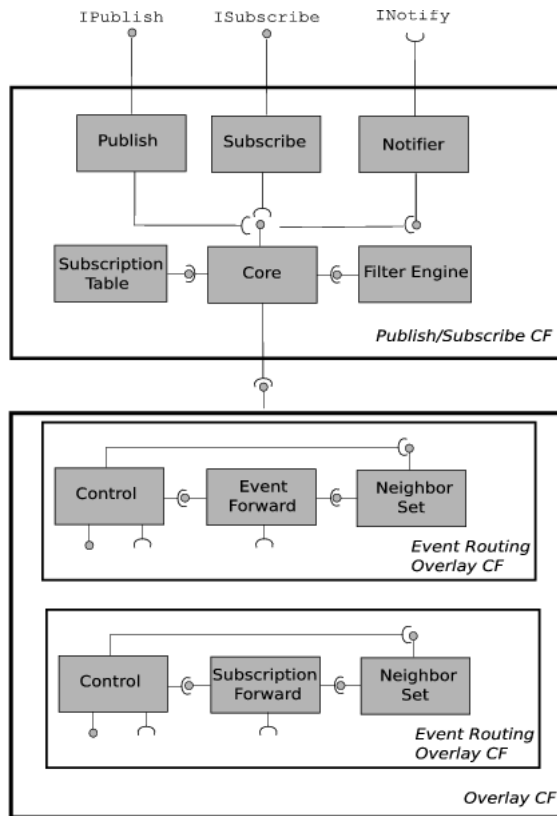 IPublish
ISubscribe
INotify
Publish
Subscribe
Notifier
Subscription
Table
Core
Filter Engine
Publish/Subscribe CF
Control
Event
Forward
Neighbor
Set
Event Routing
Overlay CF
Control
Subscription
Forward
Neighbor
Set
Event Routing
Overlay CF
Overlay CF